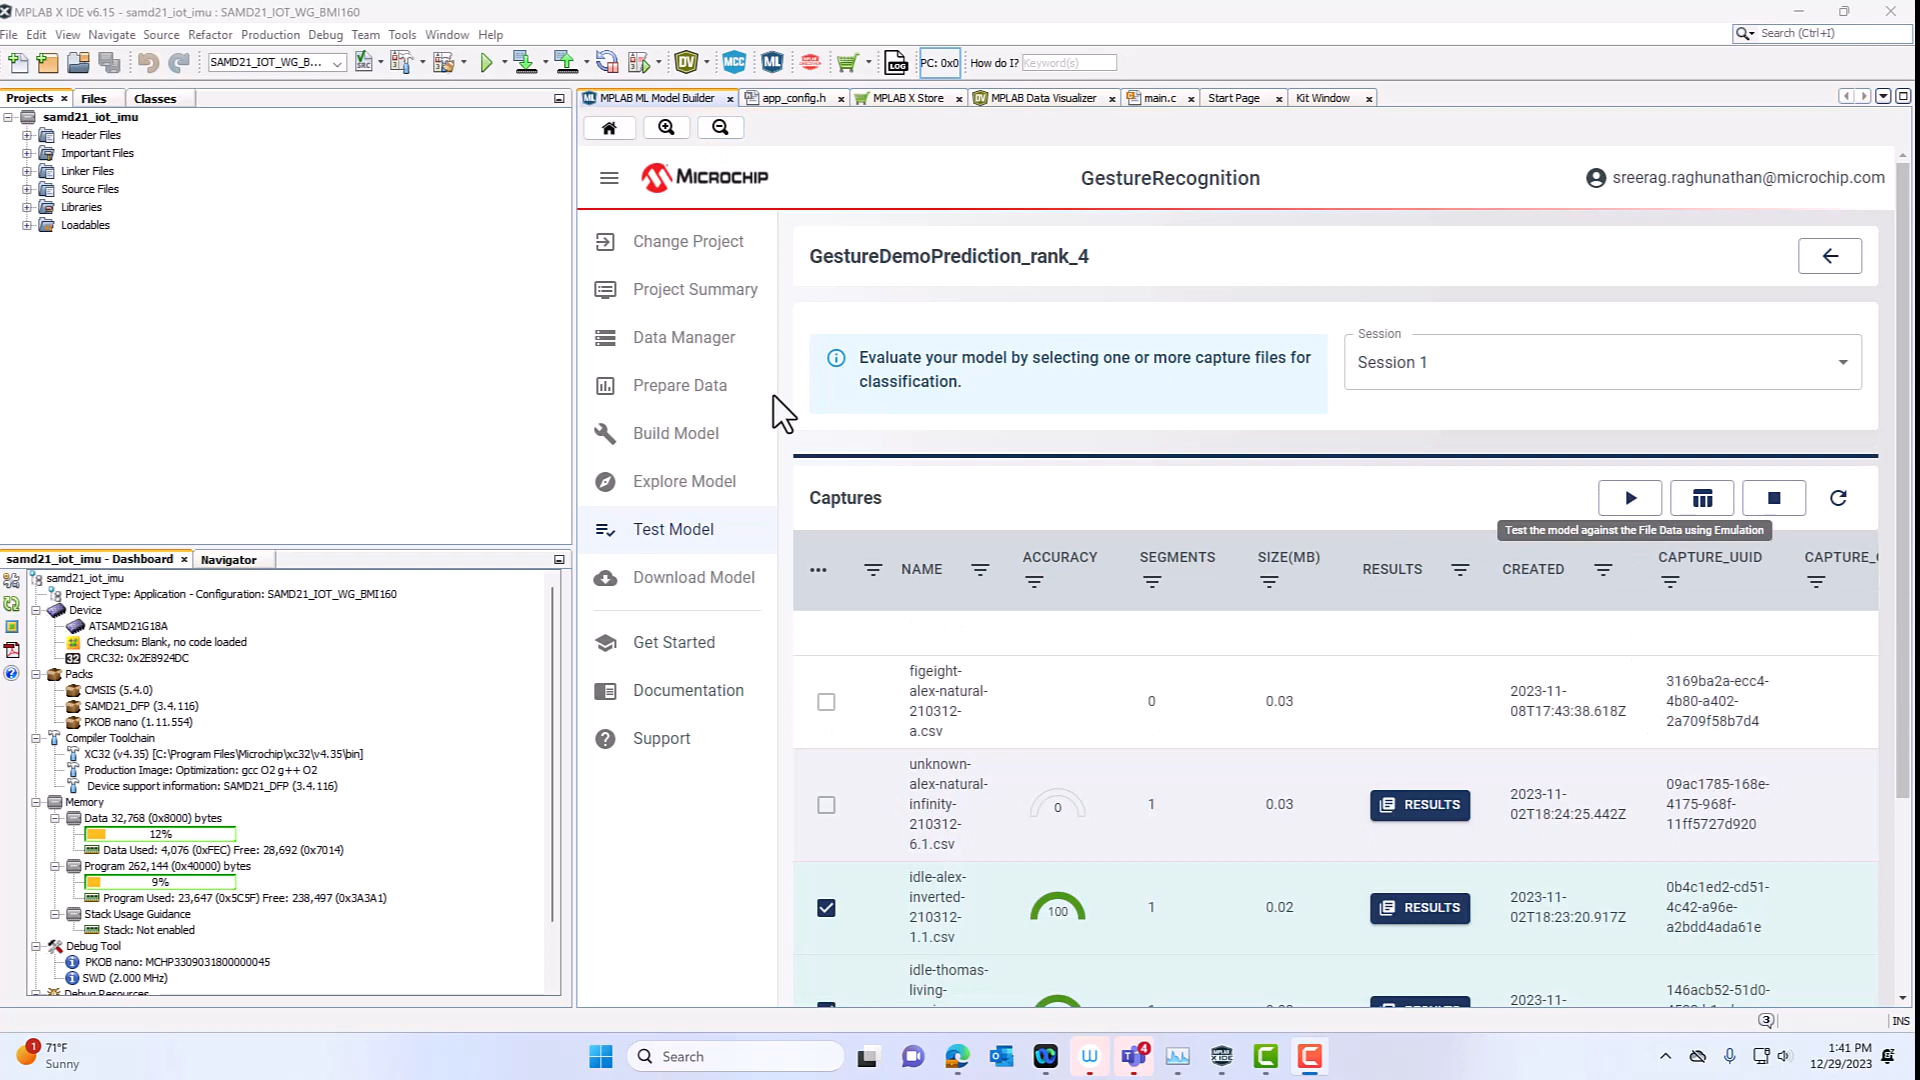 MPLAB X IDE v6.15 - samd21_iot_imu : SAMD21_IOT_WG_BMI160
File Edit View Navigate Source Refactor Production Debug Team Tools Window Help
Search (Ctrl+I)
SAMD21_IOT_WG_B...
SRC
DV
MCC
ML
LOG
PC: 0x0
How do I?
Keyword(s)
Projects
Files
Classes
MPLAB ML Model Builder
app_config.h
MPLAB X Store
MPLAB Data Visualizer
main.c
Start Page
Kit Window
samd21_iot_imu
Header Files
Important Files
Linker Files
Source Files
Libraries
Loadables
MICROCHIP
GestureRecognition
sreerag.raghunathan@microchip.com
Change Project
Project Summary
Data Manager
Prepare Data
Build Model
Explore Model
Test Model
Download Model
Get Started
Documentation
Support
GestureDemoPrediction_rank_4
Evaluate your model by selecting one or more capture files for
classification.
Session
Session 1
Captures
Test the model against the File Data using Emulation
NAME
ACCURACY
SEGMENTS
SIZE(MB)
RESULTS
CREATED
CAPTURE_UUID
figeight-
alex-natural-
210312-
a.csv
0
0.03
2023-11-
08T17:43:38.618Z
3169ba2a-ecc4-
4b80-a402-
2a709f58b7d4
unknown-
alex-natural-
infinity-
210312-
6.1.csv
0
1
0.03
RESULTS
2023-11-
02T18:24:25.442Z
09ac1785-168e-
4175-968f-
11ff5727d920
idle-alex-
inverted-
210312-
1.1.csv
100
1
0.02
RESULTS
2023-11-
02T18:23:20.917Z
0b4c1ed2-cd51-
4c42-a96e-
a2bdd4ada61e
idle-thomas-
living-
2023-11-
146acb52-51d0-
samd21_iot_imu - Dashboard
Navigator
samd21_iot_imu
Project Type: Application - Configuration: SAMD21_IOT_WG_BMI160
Device
ATSAMD21G18A
Checksum: Blank, no code loaded
CRC32: 0x2E8924DC
Packs
CMSIS (5.4.0)
SAMD21_DFP (3.4.116)
PKOB nano (1.11.554)
Compiler Toolchain
XC32 (v4.35) [C:\Program Files\Microchip\xc32\v4.35\bin]
Production Image: Optimization: gcc O2 g++ O2
Device support information: SAMD21_DFP (3.4.116)
Memory
Data 32,768 (0x8000) bytes
12%
Data Used: 4,076 (0xFEC) Free: 28,692 (0x7014)
Program 262,144 (0x40000) bytes
9%
Program Used: 23,647 (0x5C5F) Free: 238,497 (0x3A3A1)
Stack Usage Guidance
Stack: Not enabled
Debug Tool
PKOB nano: MCHP3309031800000045
SWD (2.000 MHz)
Debug Resources
3
INS
1
71°F
Sunny
Search
4
1:41 PM
12/29/2023